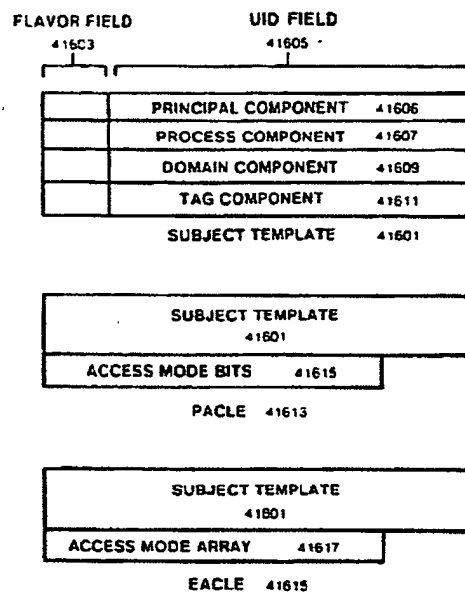 FLAVOR FIELD UID FIELD
41603 41605
PRINCIPAL COMPONENT 41606
PROCESS COMPONENT 41607
DOMAIN COMPONENT 41609
TAG COMPONENT 41611
SUBJECT TEMPLATE 41601
SUBJECT TEMPLATE
41601
ACCESS MODE BITS 41615
PACLE 41613
SUBJECT TEMPLATE
41601
ACCESS MODE ARRAY 41617
EACLE 41615